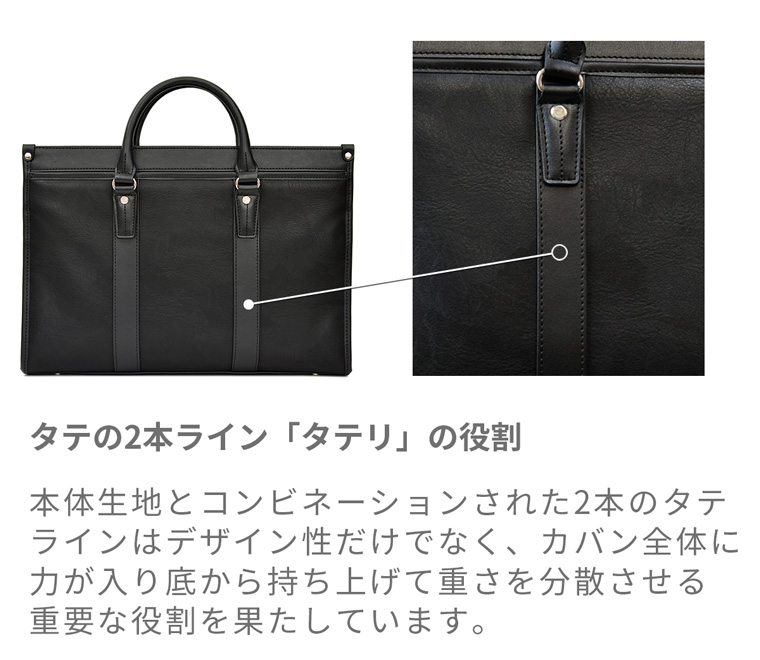 タテの2本ライン「タテリ」の役割
本体生地とコンビネーションされた2本のタテ
ラインはデザイン性だけでなく、カバン全体に
力が入り底から持ち上げて重さを分散させる
重要な役割を果たしています。